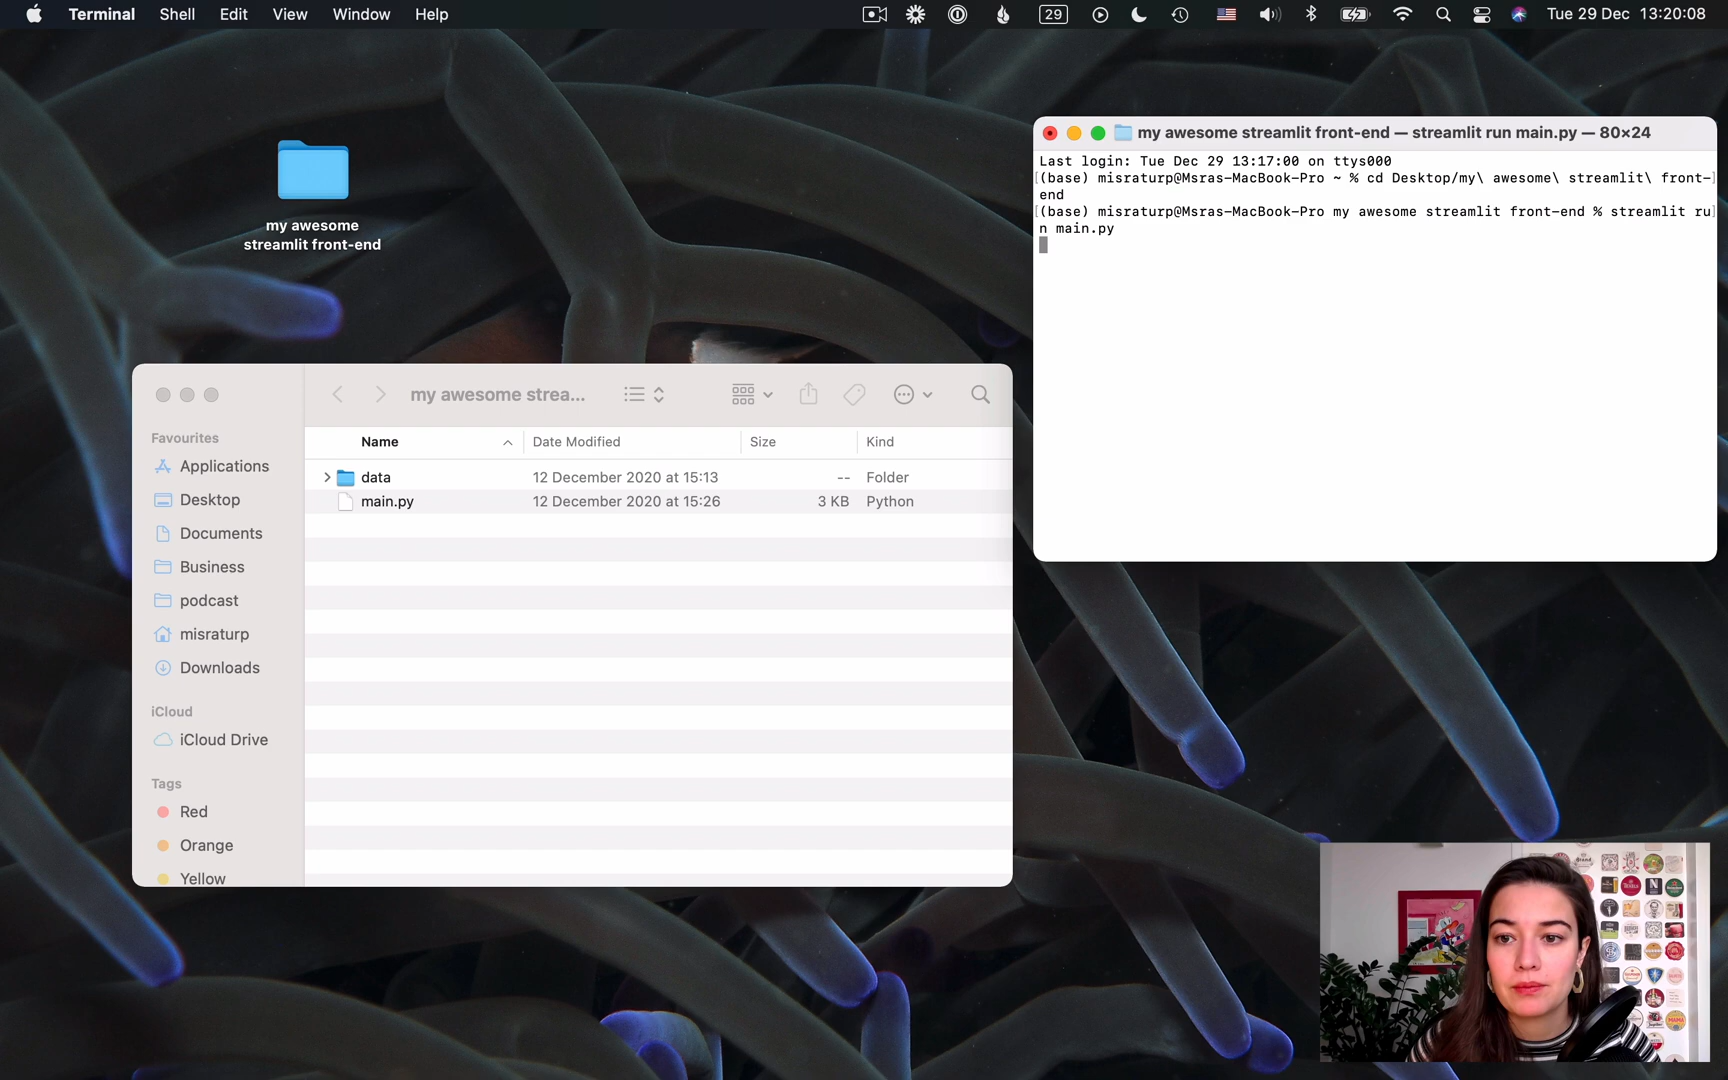 Terminal Shell Edit View Window Help 29 Tue 29 Dec 13:20:08
my awesome
streamlit front-end
my awesome streamlit front-end — streamlit run main.py — 80×24
Last login: Tue Dec 29 13:17:00 on ttys000
[(base) misraturp@Msras-MacBook-Pro ~ % cd Desktop/my\ awesome\ streamlit\ front-]
end
[(base) misraturp@Msras-MacBook-Pro my awesome streamlit front-end % streamlit ru]
n main.py
my awesome strea...
Favourites
Applications
Desktop
Documents
Business
podcast
misraturp
Downloads
iCloud
iCloud Drive
Tags
Red
Orange
Yellow
Name Date Modified Size Kind
data 12 December 2020 at 15:13 -- Folder
main.py 12 December 2020 at 15:26 3 KB Python